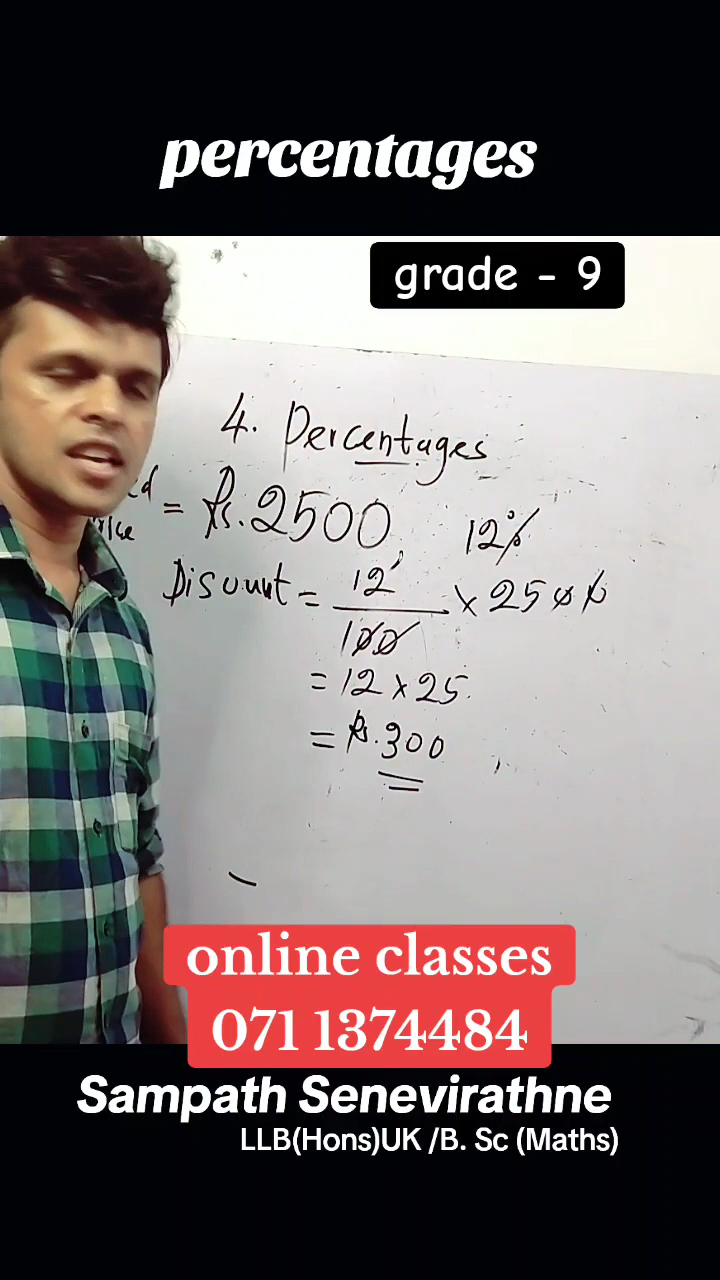 percentages
grade - 9
4. Percentages
= Rs.2500 12%
Disount = 12/100 × 2500
= 12 × 25
= Rs.300
online classes
071 1374484
Sampath Senevirathne
LLB(Hons)UK /B. Sc (Maths)